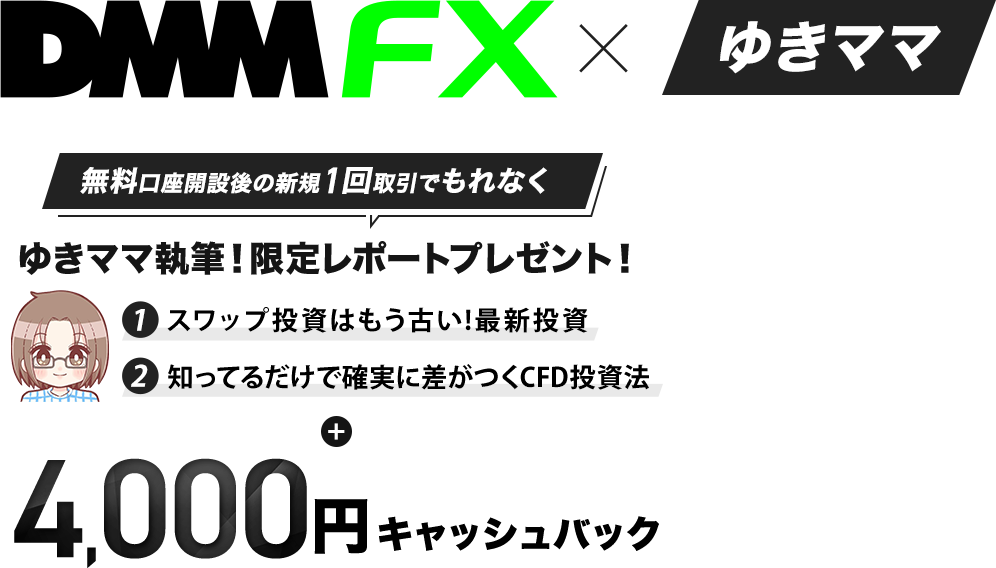 DMM FX × ゆきママ
無料口座開設後の新規1回取引でもれなく
ゆきママ執筆！限定レポートプレゼント！
1 スワップ投資はもう古い！最新投資
2 知ってるだけで確実に差がつくCFD投資法
+
4,000円キャッシュバック